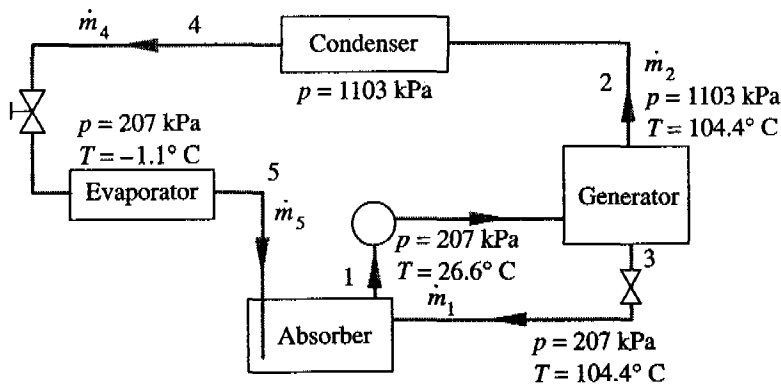 ṁ4
4
Condenser
p = 1103 kPa
2
ṁ2
p = 1103 kPa
T = 104.4° C
p = 207 kPa
T = −1.1° C
Evaporator
5
ṁ5
Generator
p = 207 kPa
T = 26.6° C
1
ṁ1
3
Absorber
p = 207 kPa
T = 104.4° C